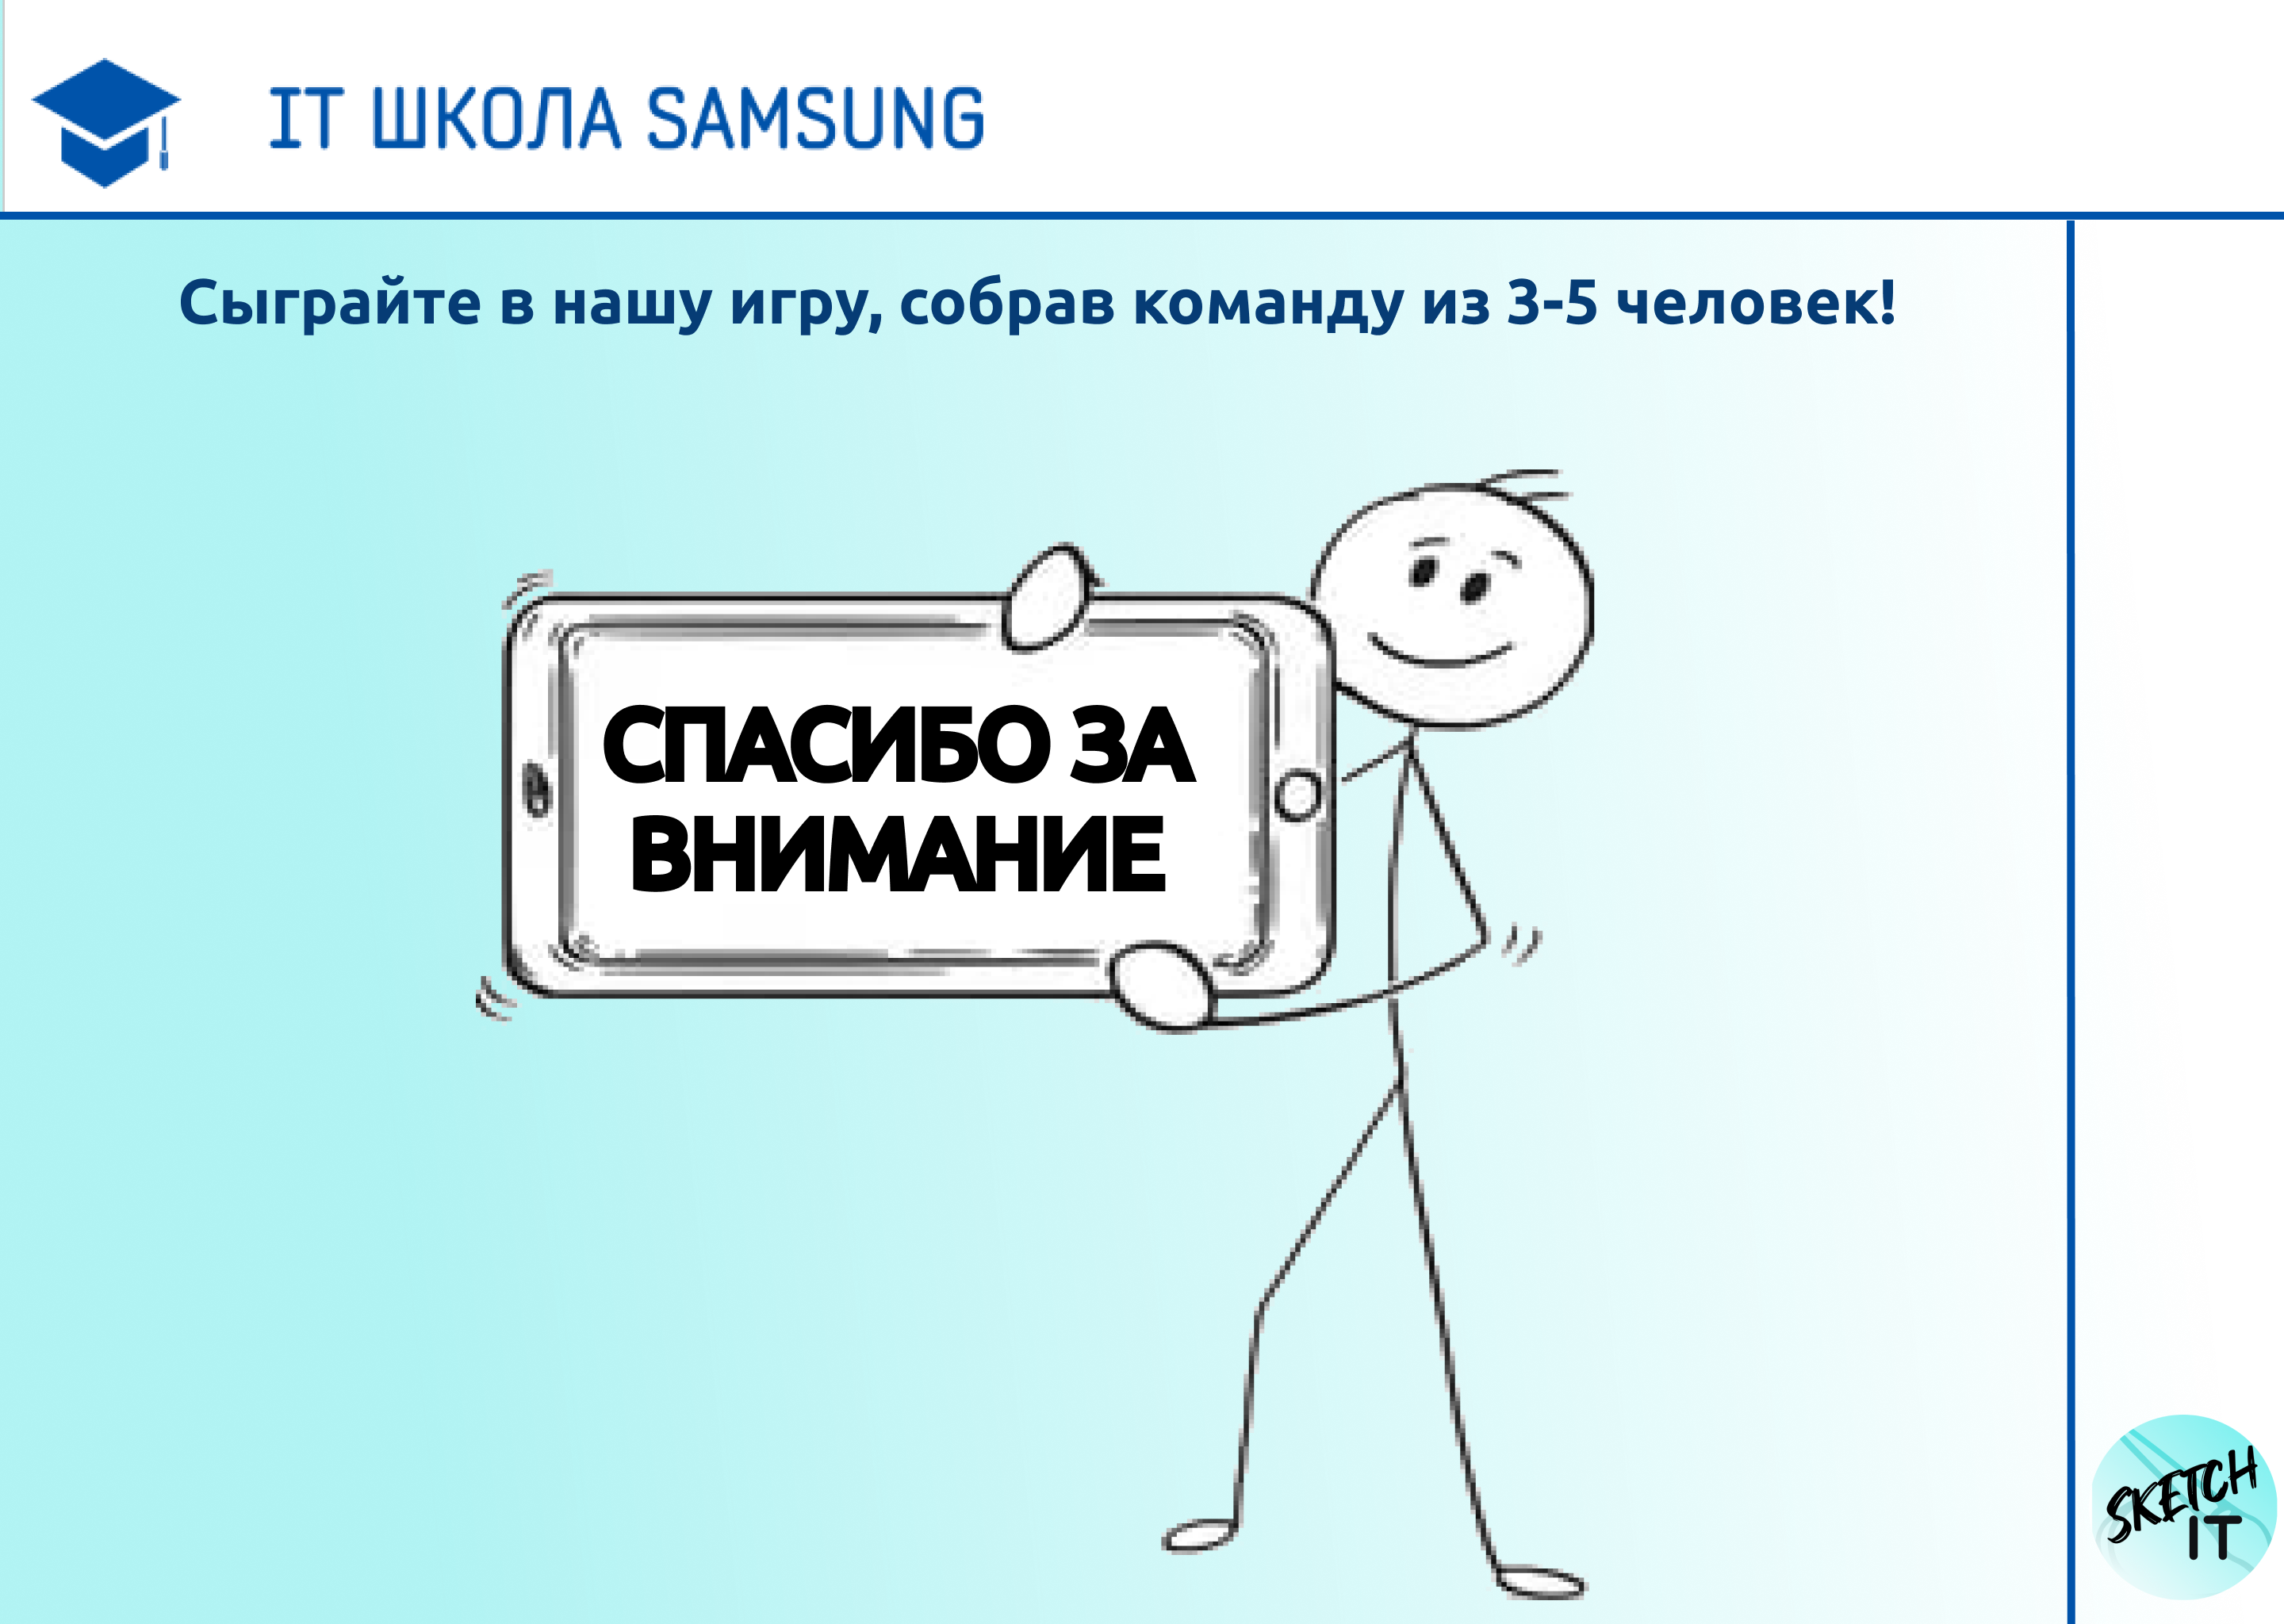 IT ШКОЛА SAMSUNG
Сыграйте в нашу игру, собрав команду из 3-5 человек!
СПАСИБО ЗА
ВНИМАНИЕ
SKETCH
IT